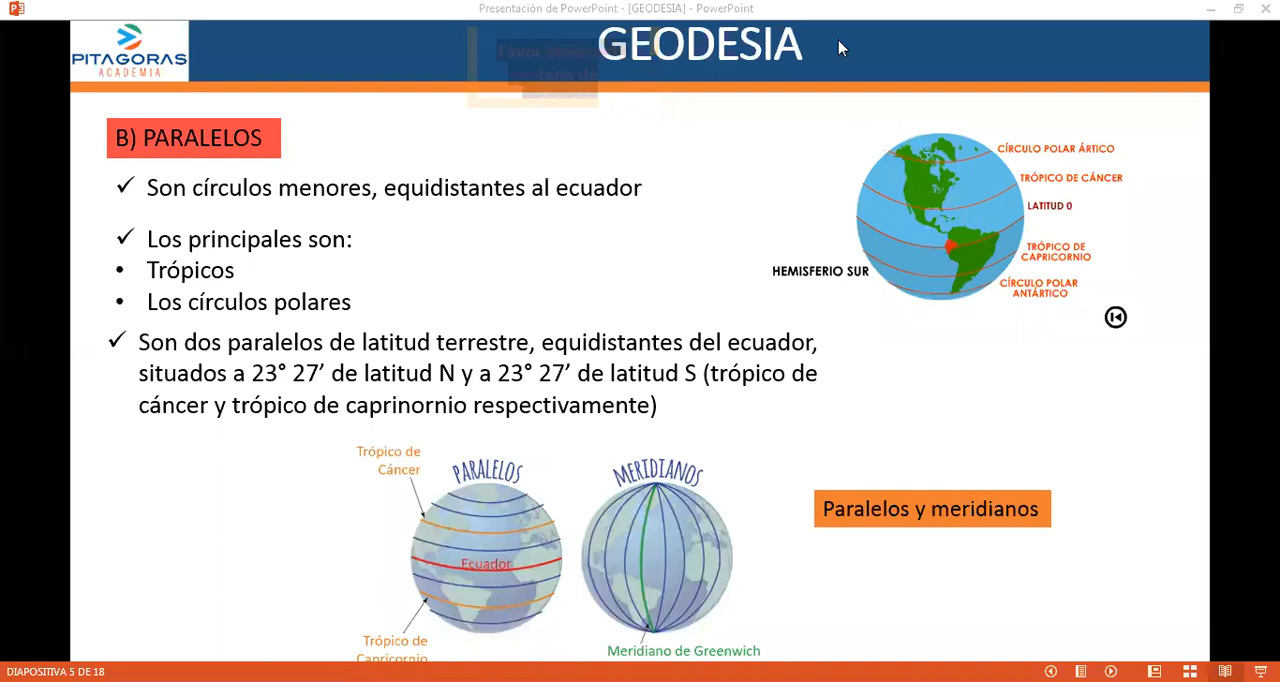 Presentación de PowerPoint - [GEODESIA] - PowerPoint
PITAGORAS
ACADEMIA
GEODESIA
Favor
de
B) PARALELOS
✓ Son círculos menores, equidistantes al ecuador
✓ Los principales son:
• Trópicos
• Los círculos polares
✓ Son dos paralelos de latitud terrestre, equidistantes del ecuador,
situados a 23° 27’ de latitud N y a 23° 27’ de latitud S (trópico de
cáncer y trópico de caprinornio respectivamente)
CÍRCULO POLAR ÁRTICO
TRÓPICO DE CÁNCER
LATITUD 0
TRÓPICO DE
CAPRICORNIO
HEMISFERIO SUR
CÍRCULO POLAR
ANTÁRTICO
Trópico de
Cáncer
PARALELOS
Ecuador
Trópico de
Capricornio
MERIDIANOS
Meridiano de Greenwich
Paralelos y meridianos
DIAPOSITIVA 5 DE 18